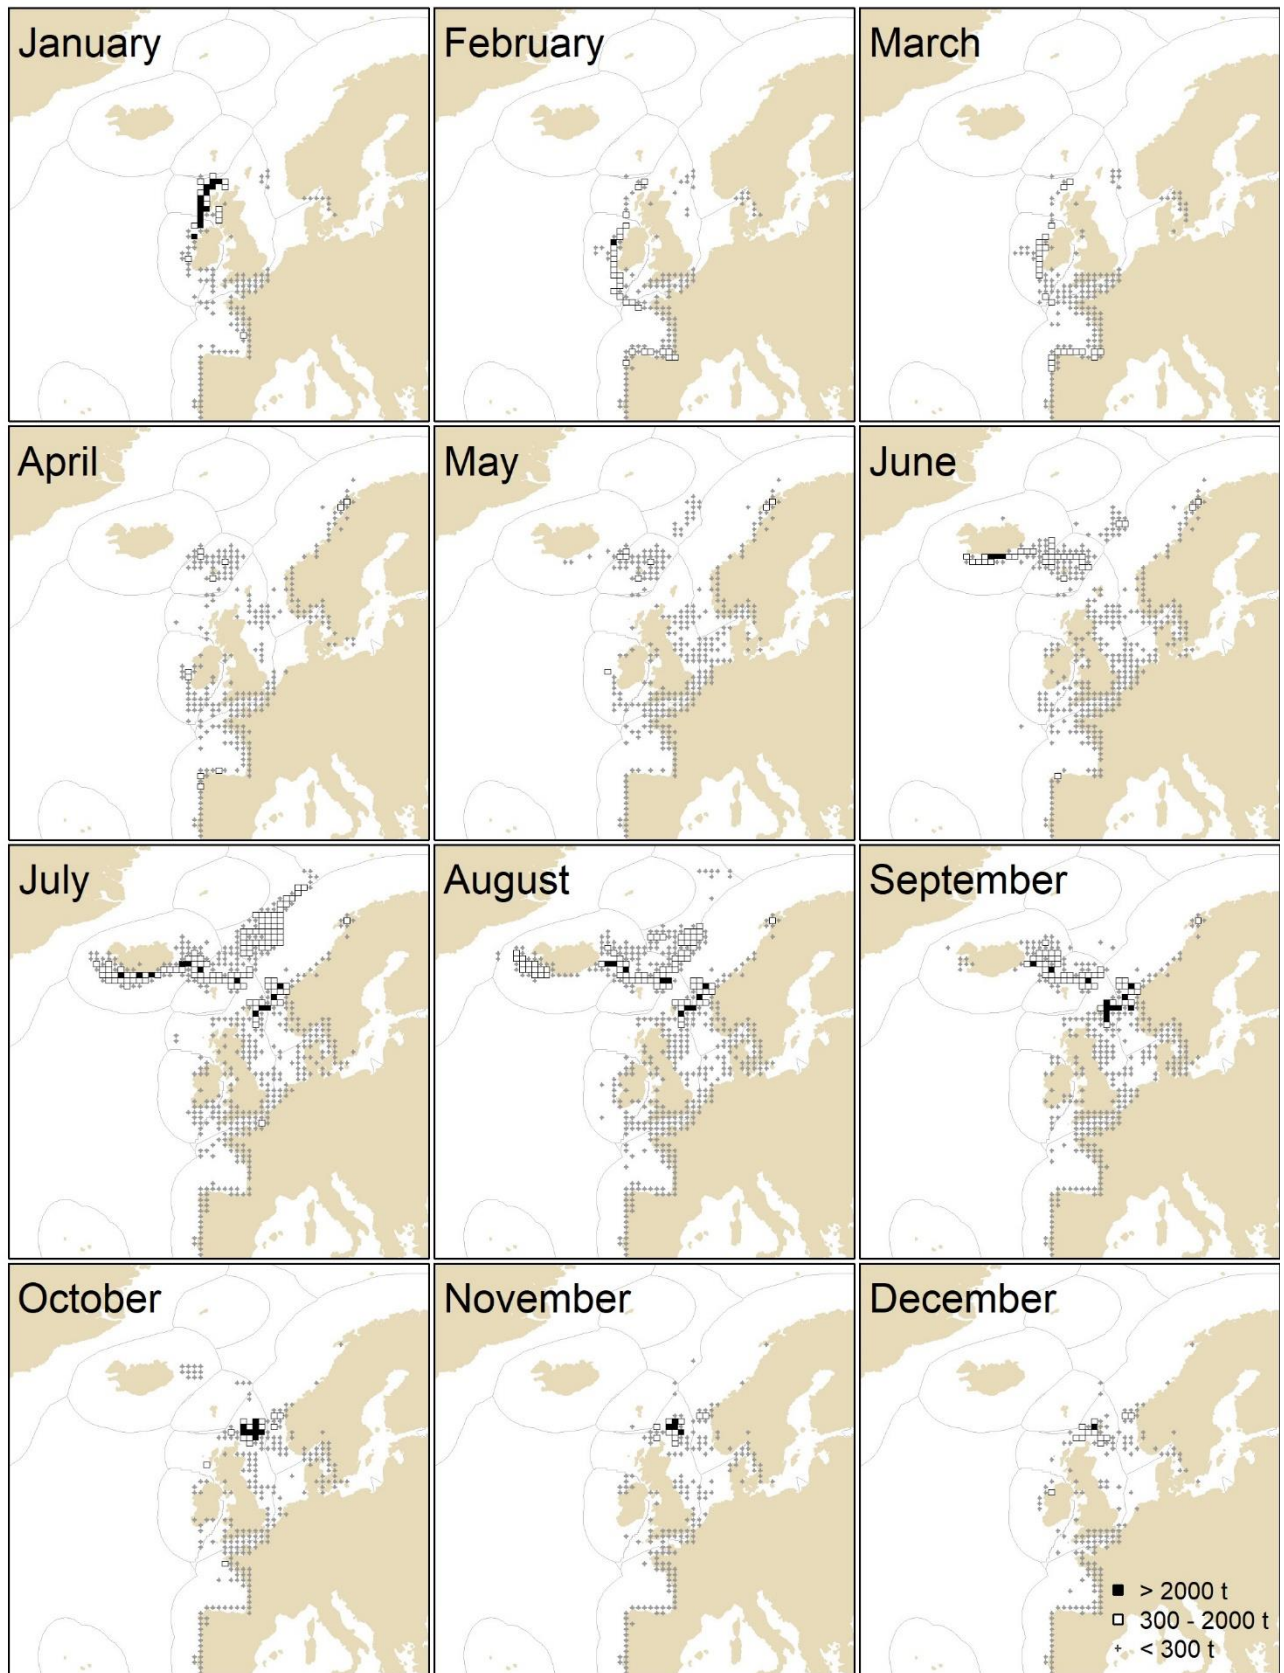 January
February
March
April
May
June
July
August
September
October
November
December
> 2000 t
300 - 2000 t
< 300 t